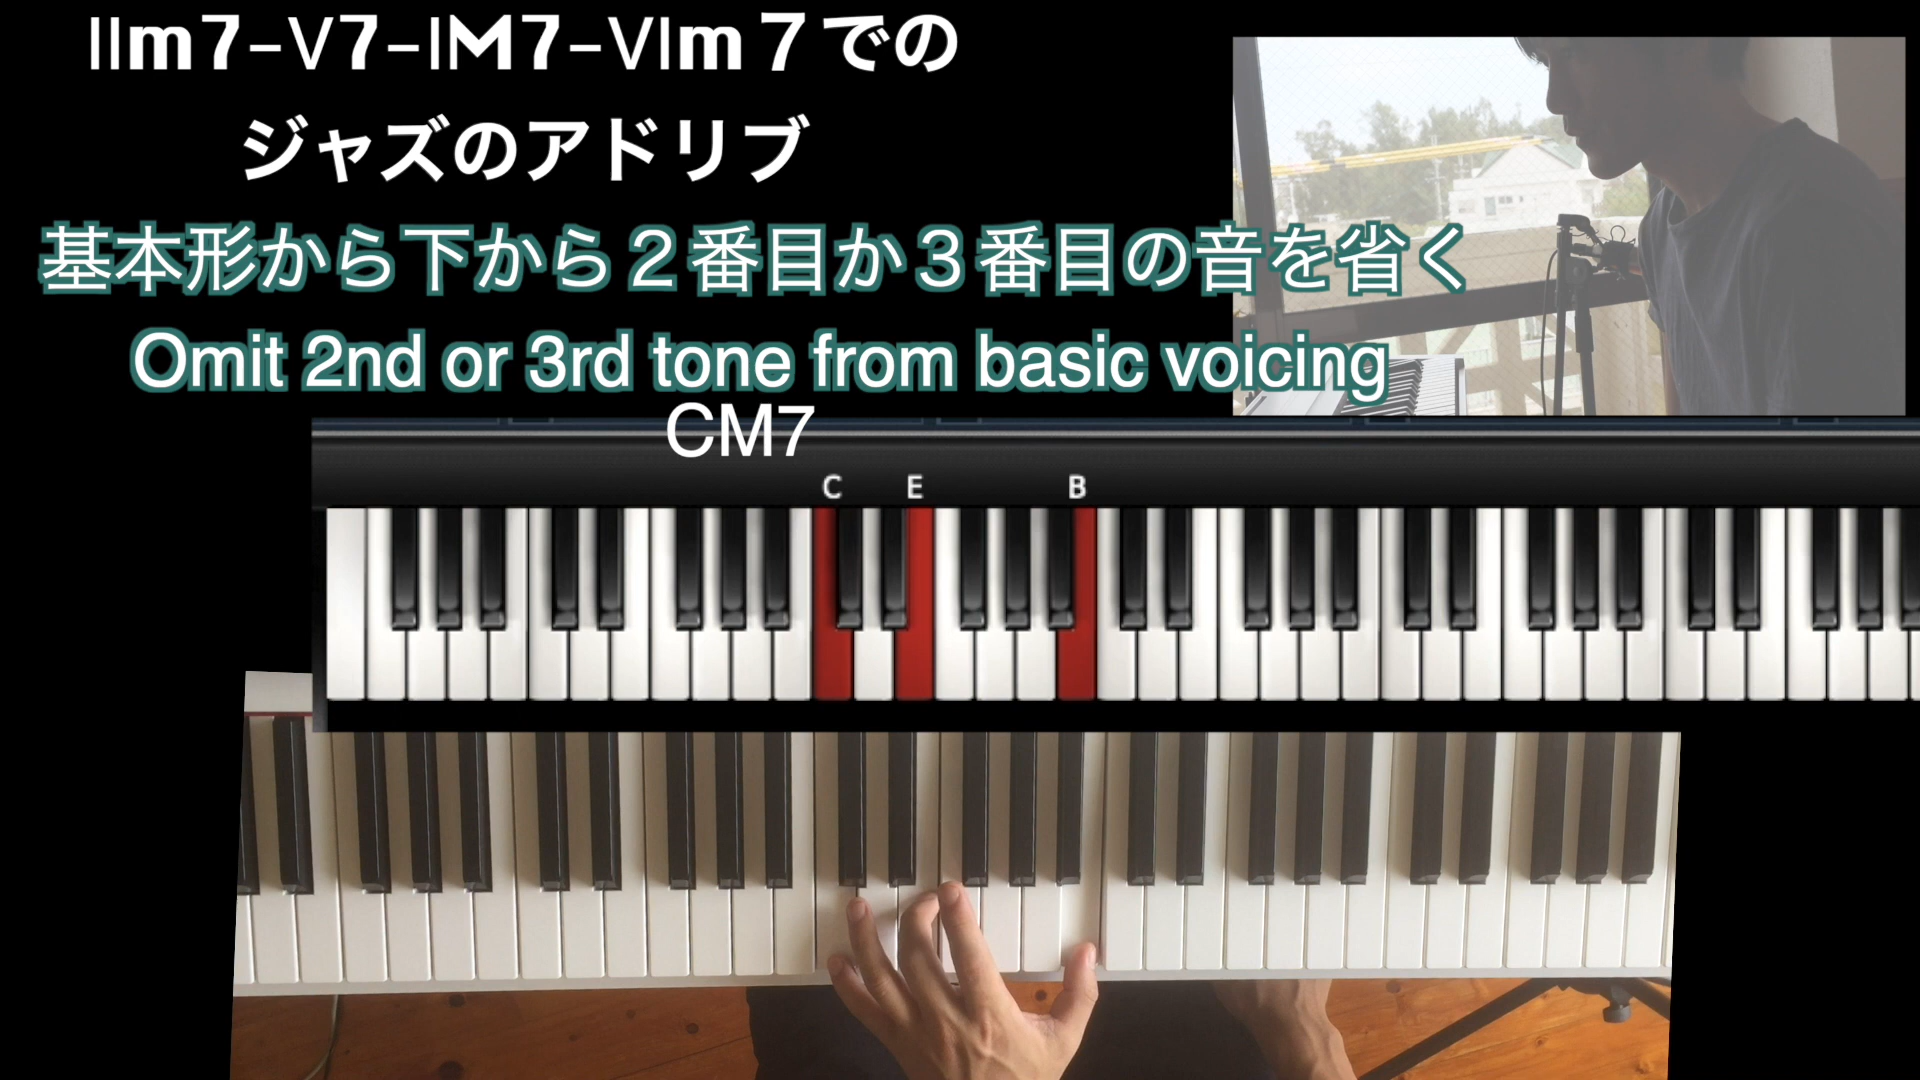 IIm7-V7-IM7-VIm７での
ジャズのアドリブ
基本形から下から２番目か３番目の音を省く
Omit 2nd or 3rd tone from basic voicing
CM7
C E B